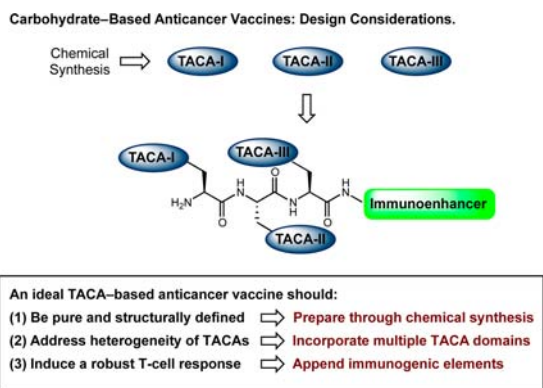 Carbohydrate–Based Anticancer Vaccines: Design Considerations.
Chemical
Synthesis
TACA-I TACA-II TACA-III
TACA-I TACA-III
O H N O H N
H2N N H O Immunoenhancer
O
TACA-II
An ideal TACA–based anticancer vaccine should:
(1) Be pure and structurally defined Prepare through chemical synthesis
(2) Address heterogeneity of TACAs Incorporate multiple TACA domains
(3) Induce a robust T-cell response Append immunogenic elements